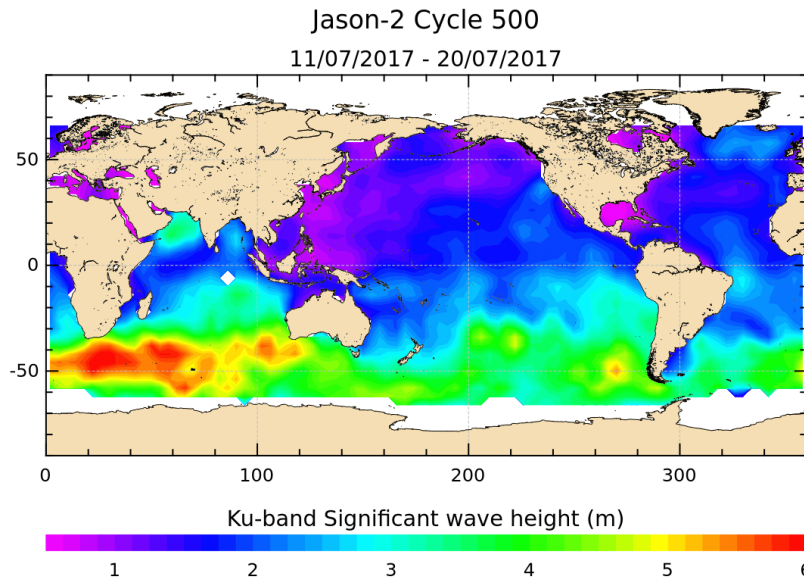 Jason-2 Cycle 500
11/07/2017 - 20/07/2017
50
0
-50
0 100 200 300
Ku-band Significant wave height (m)
1 2 3 4 5 6